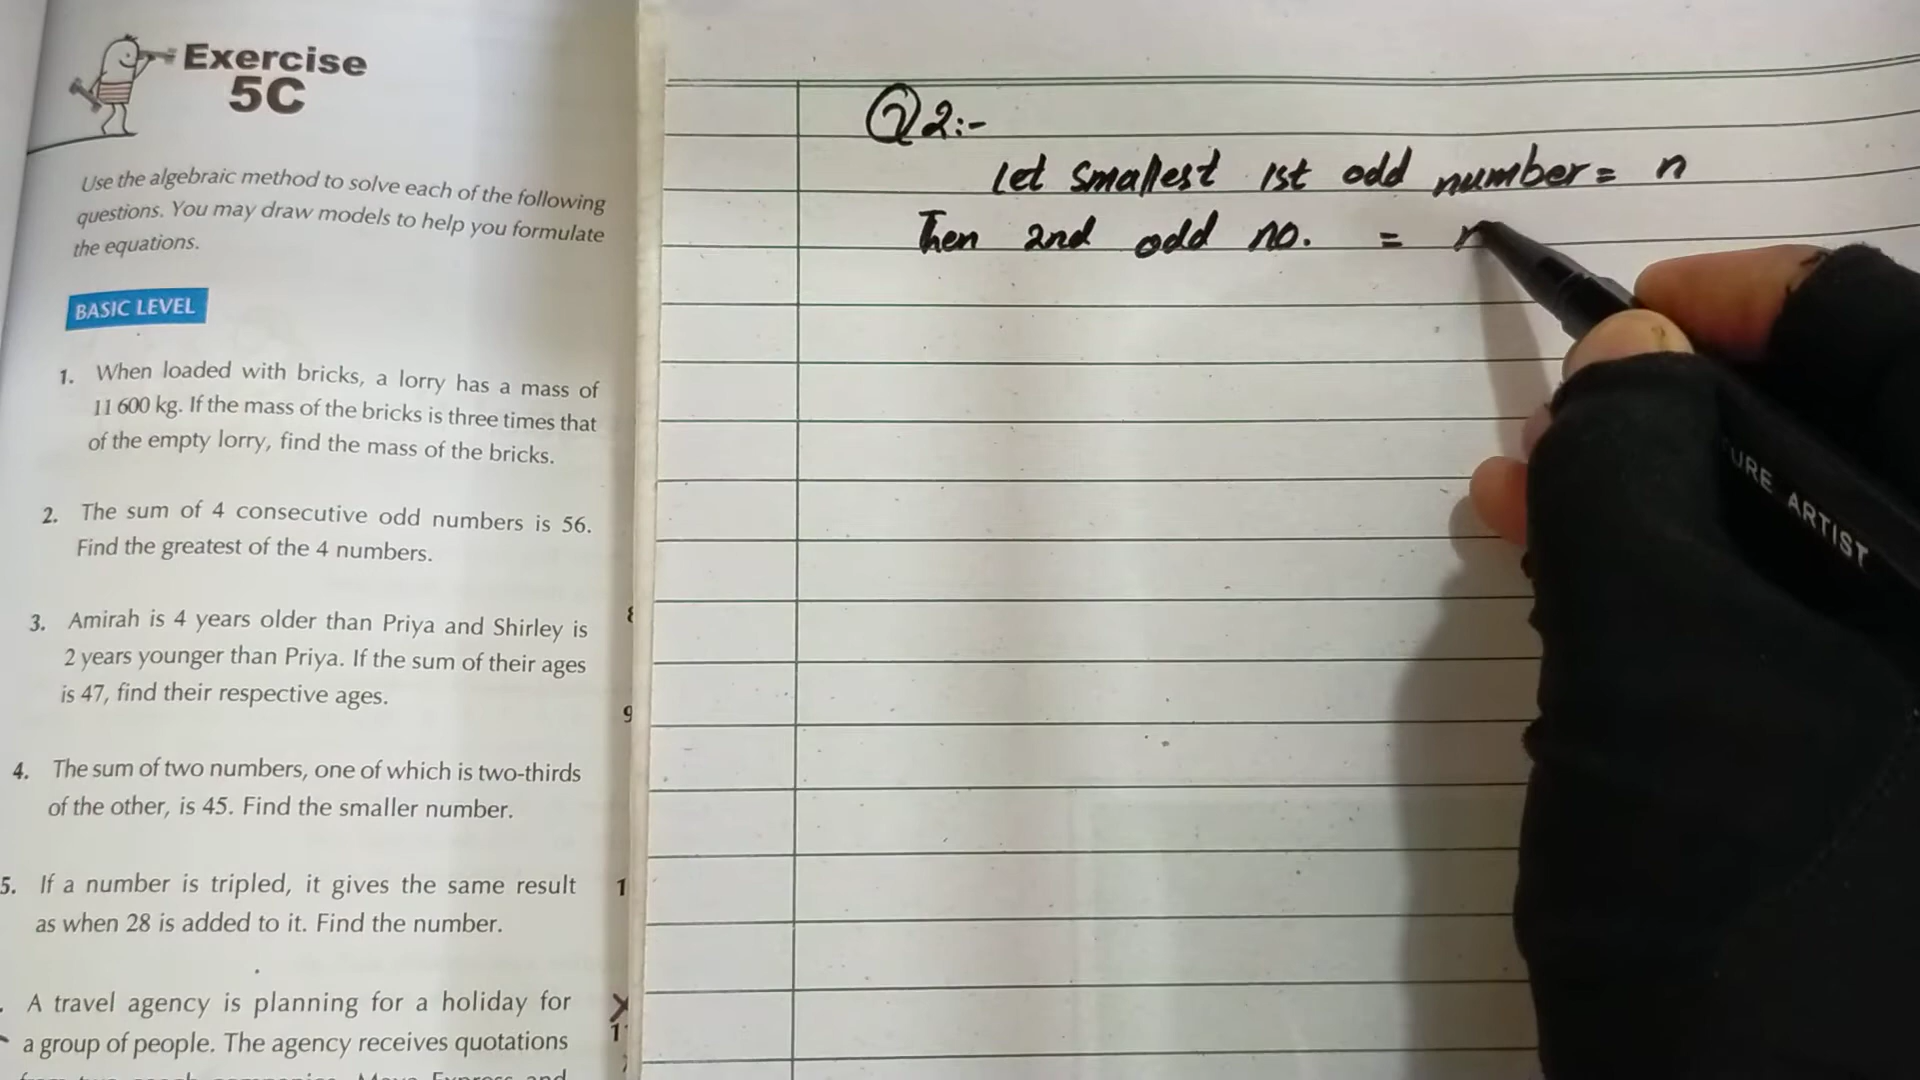 Exercise
5C
Use the algebraic method to solve each of the following
questions. You may draw models to help you formulate
the equations.
BASIC LEVEL
1. When loaded with bricks, a lorry has a mass of
11 600 kg. If the mass of the bricks is three times that
of the empty lorry, find the mass of the bricks.
2. The sum of 4 consecutive odd numbers is 56.
Find the greatest of the 4 numbers.
3. Amirah is 4 years older than Priya and Shirley is
2 years younger than Priya. If the sum of their ages
is 47, find their respective ages.
4. The sum of two numbers, one of which is two-thirds
of the other, is 45. Find the smaller number.
5. If a number is tripled, it gives the same result
as when 28 is added to it. Find the number.
A travel agency is planning for a holiday for
a group of people. The agency receives quotations
9
1
1
Q2:-
Let smallest 1st odd number = n
Then 2nd odd no. = n
ARTIST